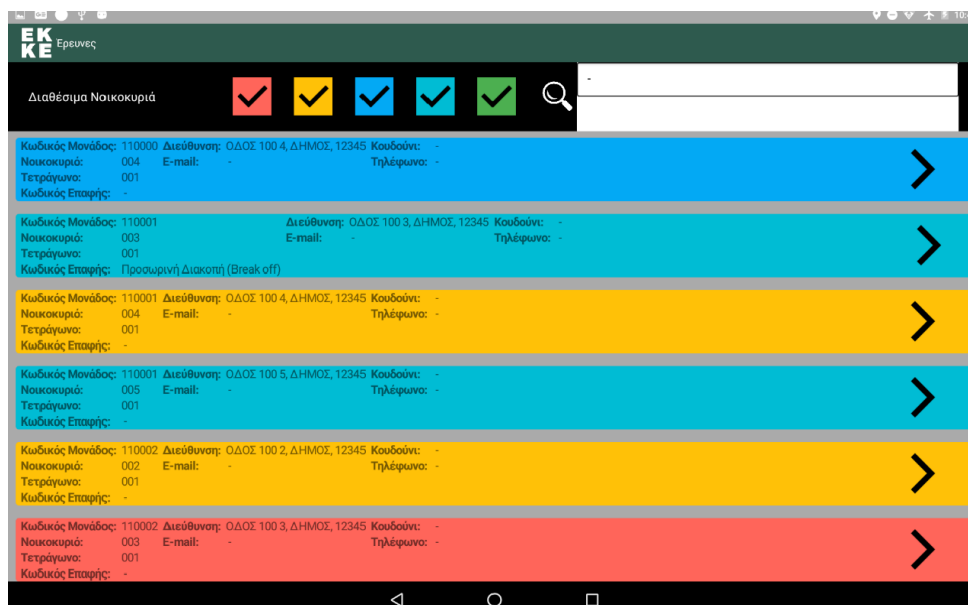 10:
EK
KE Έρευνες
Διαθέσιμα Νοικοκυριά
-
Κωδικός Μονάδος: 110000 Διεύθυνση: ΟΔΟΣ 100 4, ΔΗΜΟΣ, 12345 Κουδούνι: -
Νοικοκυριό: 004 E-mail: - Τηλέφωνο: -
Τετράγωνο: 001
Κωδικός Επαφής: -
Κωδικός Μονάδος: 110001 Διεύθυνση: ΟΔΟΣ 100 3, ΔΗΜΟΣ, 12345 Κουδούνι: -
Νοικοκυριό: 003 E-mail: - Τηλέφωνο: -
Τετράγωνο: 001
Κωδικός Επαφής: Προσωρινή Διακοπή (Break off)
Κωδικός Μονάδος: 110001 Διεύθυνση: ΟΔΟΣ 100 4, ΔΗΜΟΣ, 12345 Κουδούνι: -
Νοικοκυριό: 004 E-mail: - Τηλέφωνο: -
Τετράγωνο: 001
Κωδικός Επαφής: -
Κωδικός Μονάδος: 110001 Διεύθυνση: ΟΔΟΣ 100 5, ΔΗΜΟΣ, 12345 Κουδούνι: -
Νοικοκυριό: 005 E-mail: - Τηλέφωνο: -
Τετράγωνο: 001
Κωδικός Επαφής: -
Κωδικός Μονάδος: 110002 Διεύθυνση: ΟΔΟΣ 100 2, ΔΗΜΟΣ, 12345 Κουδούνι: -
Νοικοκυριό: 002 E-mail: - Τηλέφωνο: -
Τετράγωνο: 001
Κωδικός Επαφής: -
Κωδικός Μονάδος: 110002 Διεύθυνση: ΟΔΟΣ 100 3, ΔΗΜΟΣ, 12345 Κουδούνι: -
Νοικοκυριό: 003 E-mail: - Τηλέφωνο: -
Τετράγωνο: 001
Κωδικός Επαφής: -